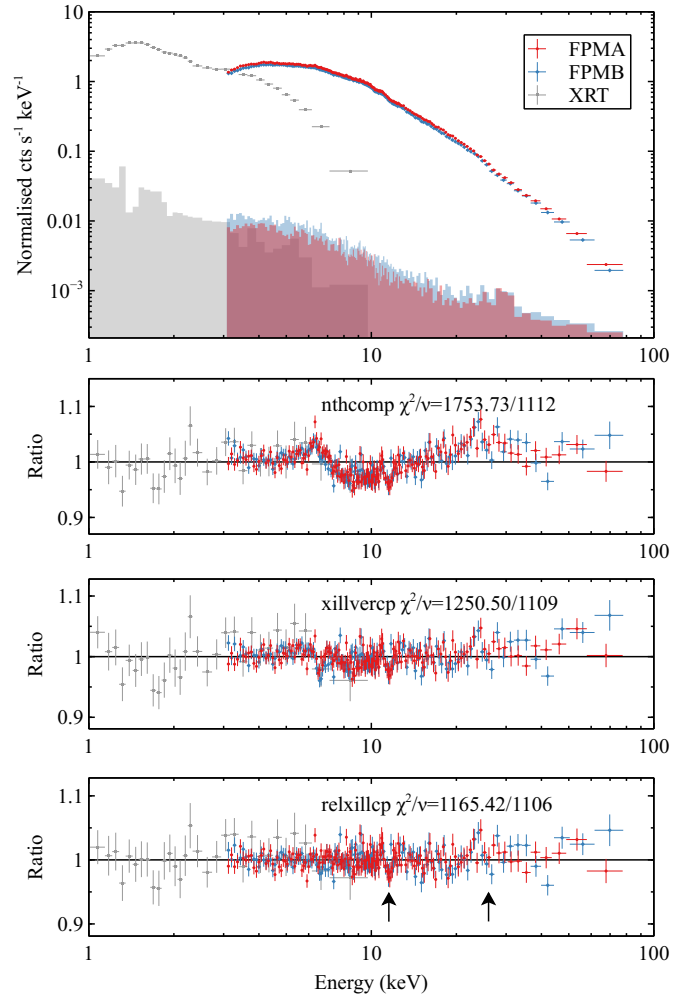 FPMA
FPMB
XRT
Normalised cts s⁻¹ keV⁻¹
10
1
0.1
0.01
10⁻³
1 10 100
nthcomp χ²/ν=1753.73/1112
Ratio
1.1
1
0.9
1 10 100
xillvercp χ²/ν=1250.50/1109
Ratio
1.1
1
0.9
1 10 100
relxillcp χ²/ν=1165.42/1106
Ratio
1.1
1
0.9
1 10 100
Energy (keV)